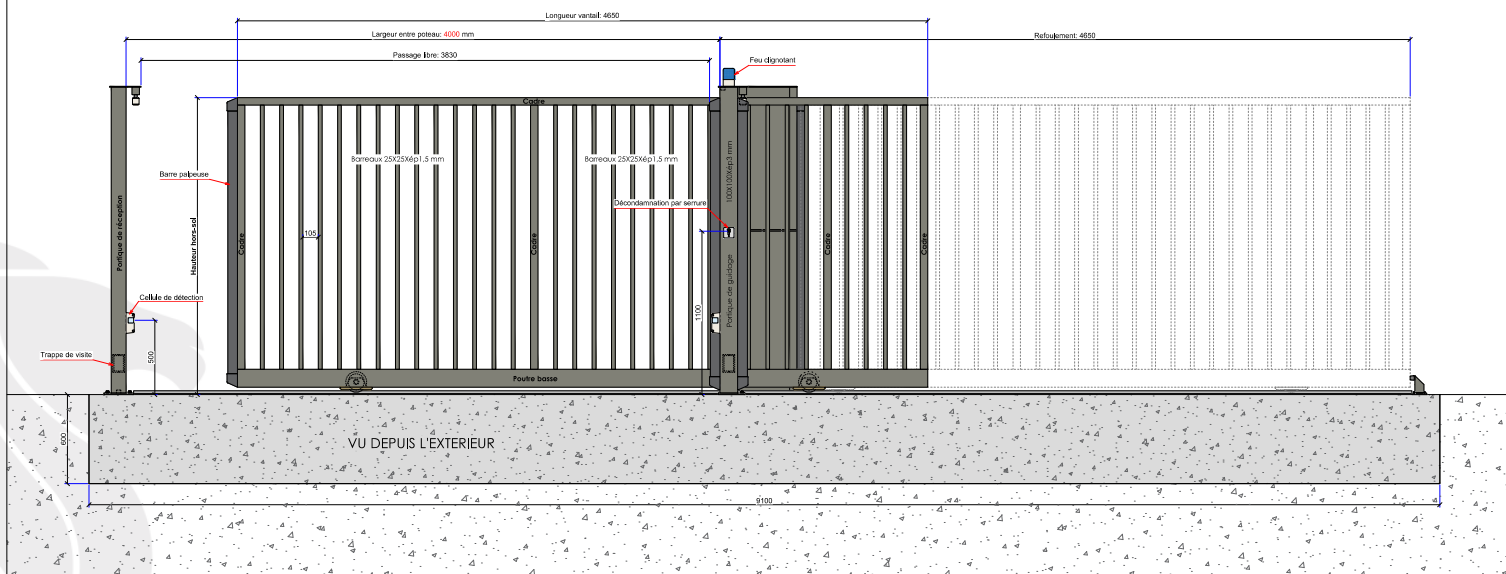 Longueur vantail: 4650
Largeur entre poteau: 4000 mm
Refoulement: 4650
Passage libre: 3830
Feu clignotant
Cadre
Barreaux 25X25Xép1.5 mm
Barreaux 25X25Xép1.5 mm
100X100Xép3 mm
Barre palpeuse
Décondamnation par serrure
Portique de réception
Hauteur hors-sol
105
Cadre
Cadre
Cadre
Cadre
Portique de guidage
Cellule de détection
1100
Trappe de visite
500
Poutre basse
600
VU DEPUIS L'EXTERIEUR
9100